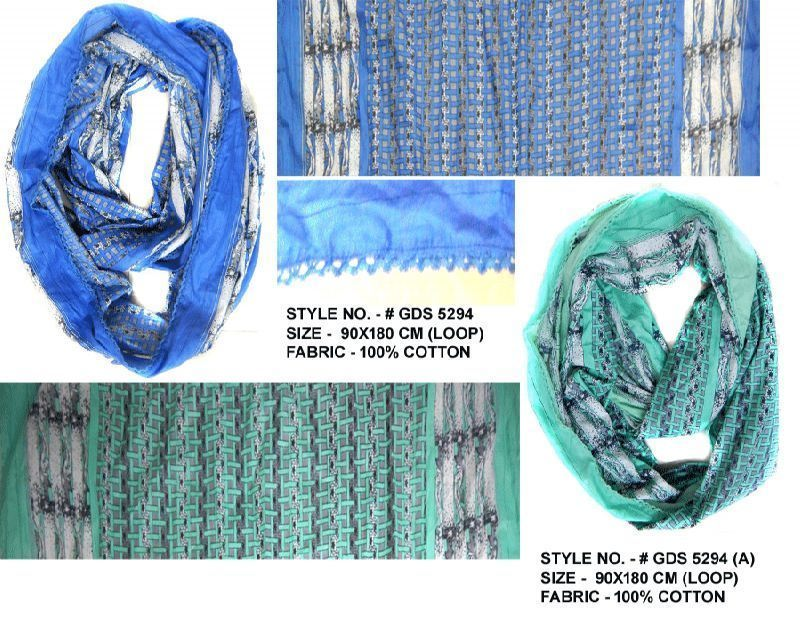 STYLE NO. - # GDS 5294
SIZE - 90X180 CM (LOOP)
FABRIC - 100% COTTON
STYLE NO. - # GDS 5294 (A)
SIZE - 90X180 CM (LOOP)
FABRIC - 100% COTTON